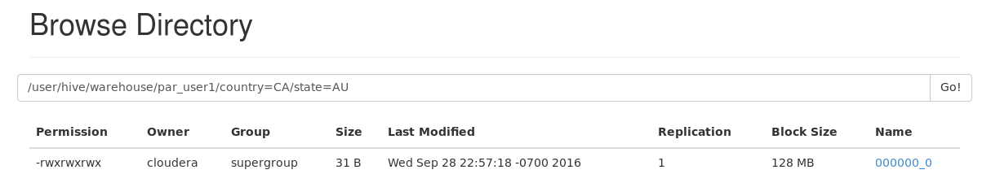 Browse Directory
/user/hive/warehouse/par_user1/country=CA/state=AU Go!
Permission Owner Group Size Last Modified Replication Block Size Name
-rwxrwxrwx cloudera supergroup 31 B Wed Sep 28 22:57:18 -0700 2016 1 128 MB 000000_0